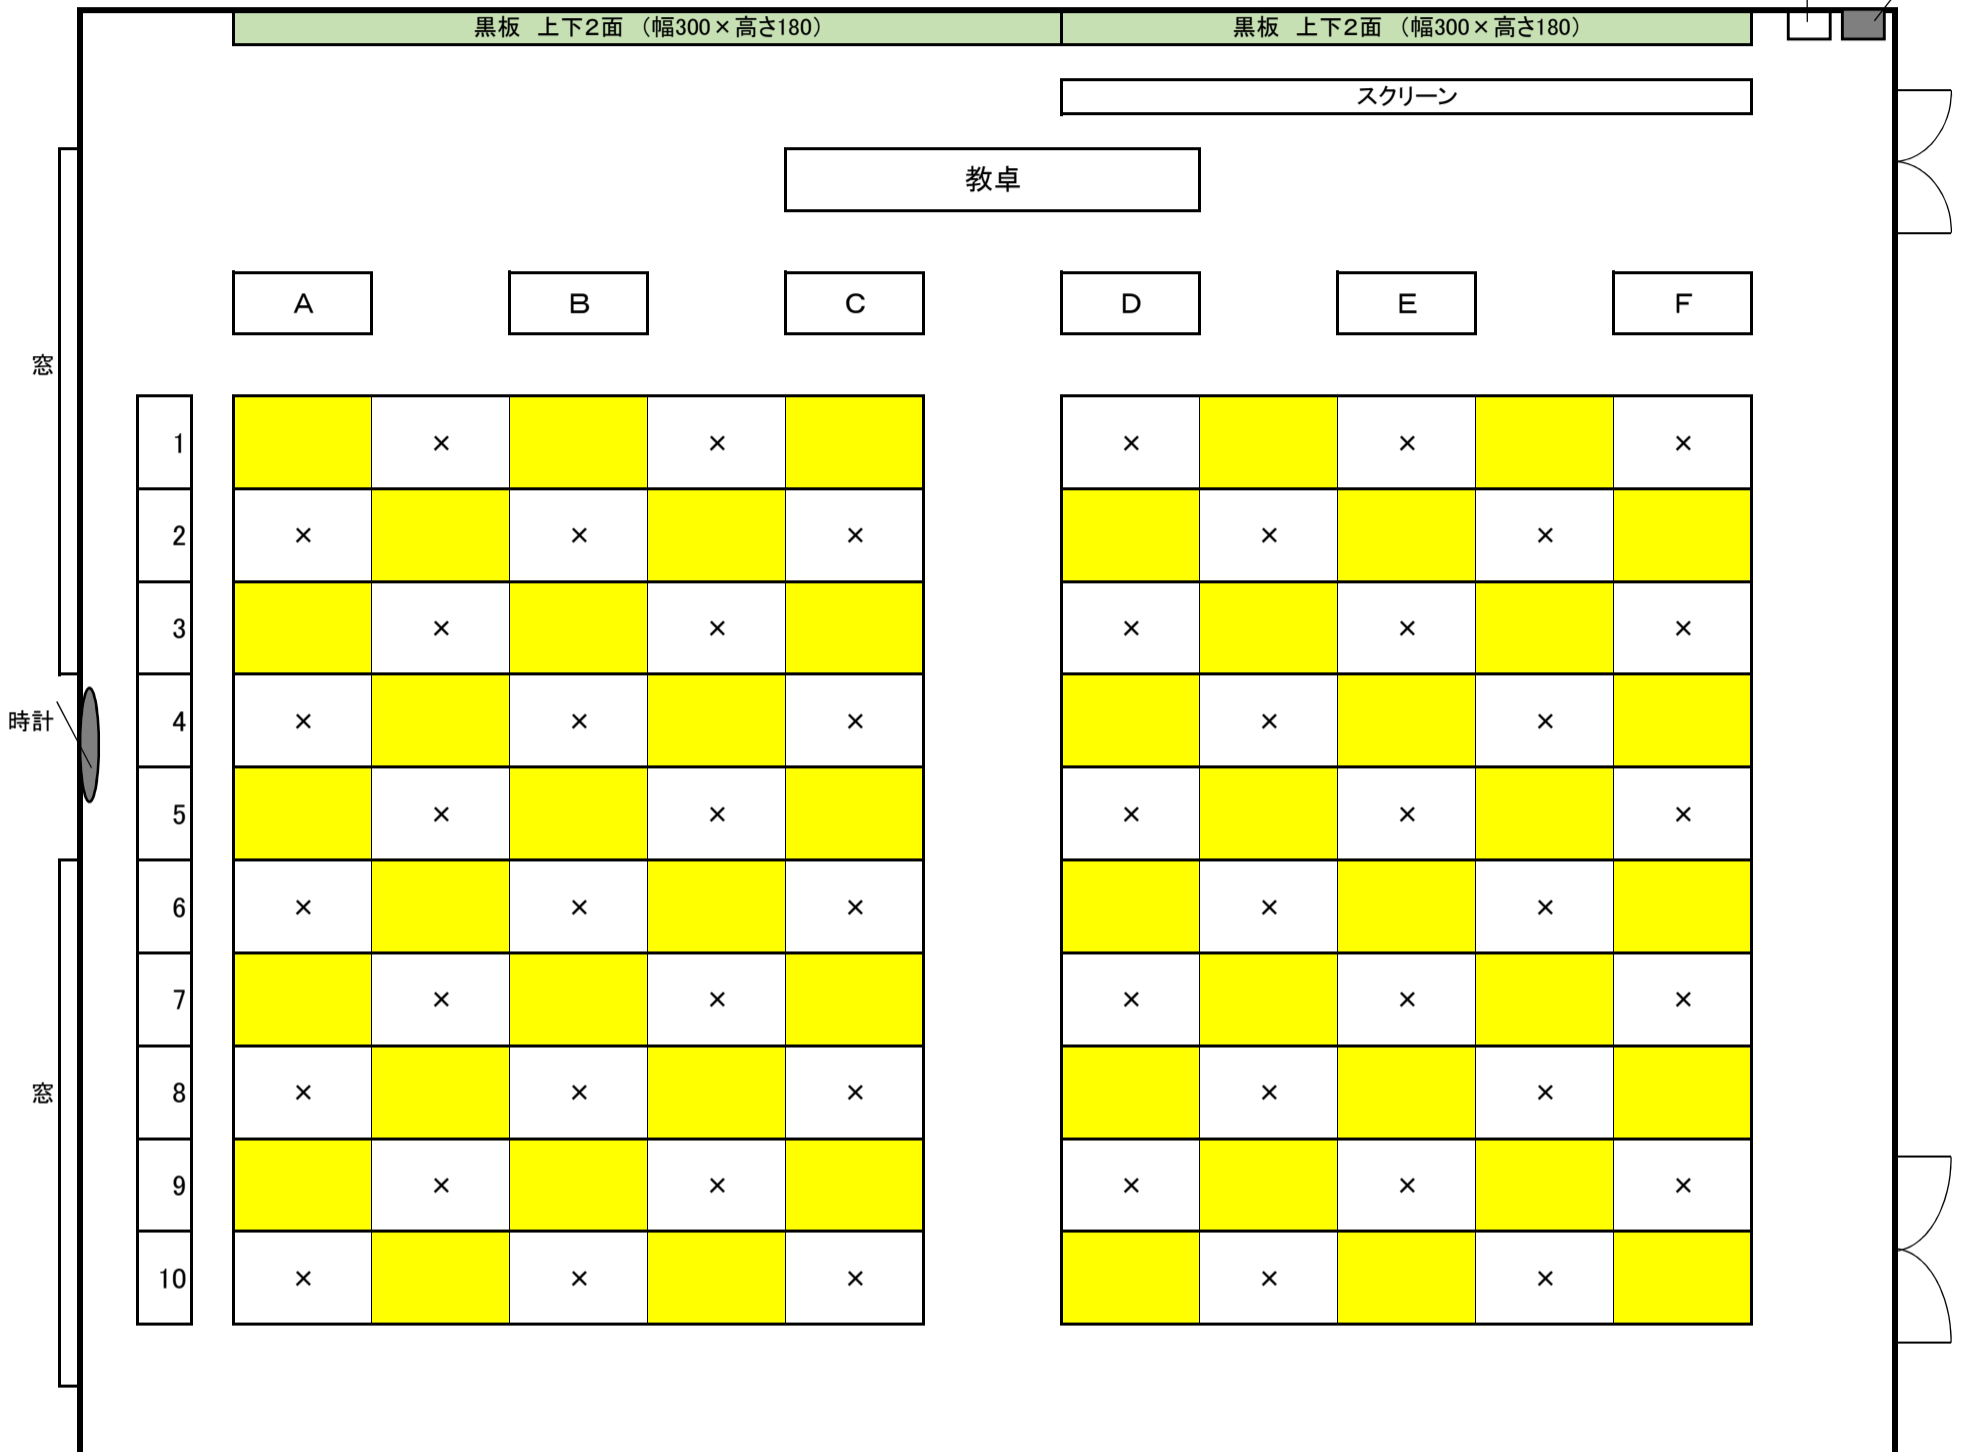 黒板　上下２面　（幅300×高さ180）　黒板　上下２面　（幅300×高さ180）
スクリーン
教卓
A B C D E F
窓
1 × × × × ×
2 × × × × ×
3 × × × × ×
時計
4 × × × × ×
5 × × × × ×
6 × × × × ×
7 × × × × ×
窓
8 × × × × ×
9 × × × × ×
10 × × × × ×